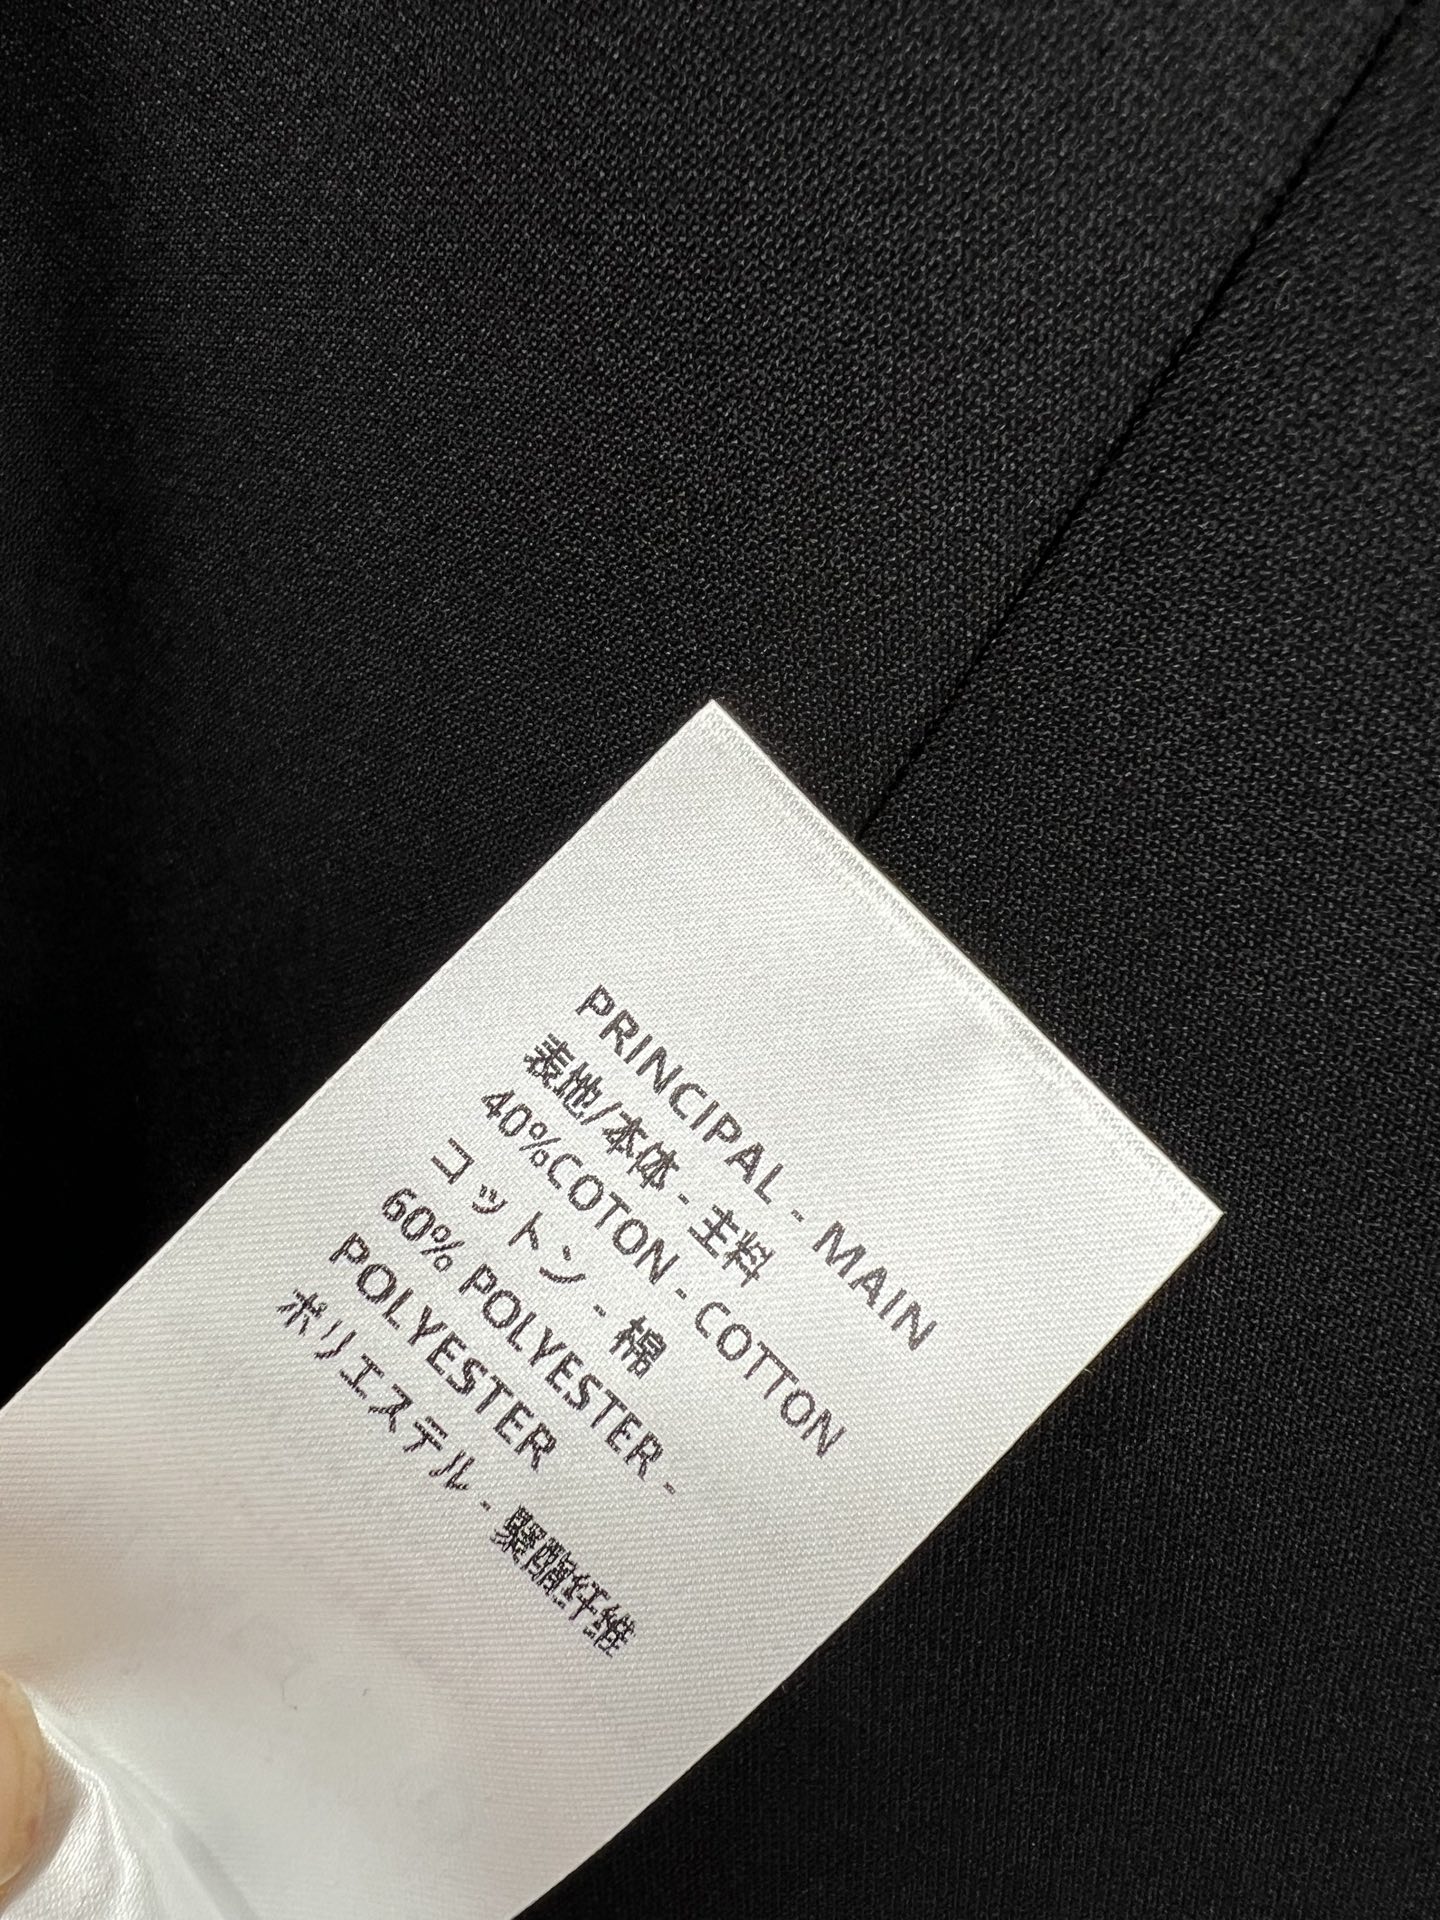 PRINCIPAL - MAIN
表地/本体 - 主料
40%COTON - COTTON
コットン - 棉
60% POLYESTER -
POLYESTER
ポリエステル - 聚酯纤维